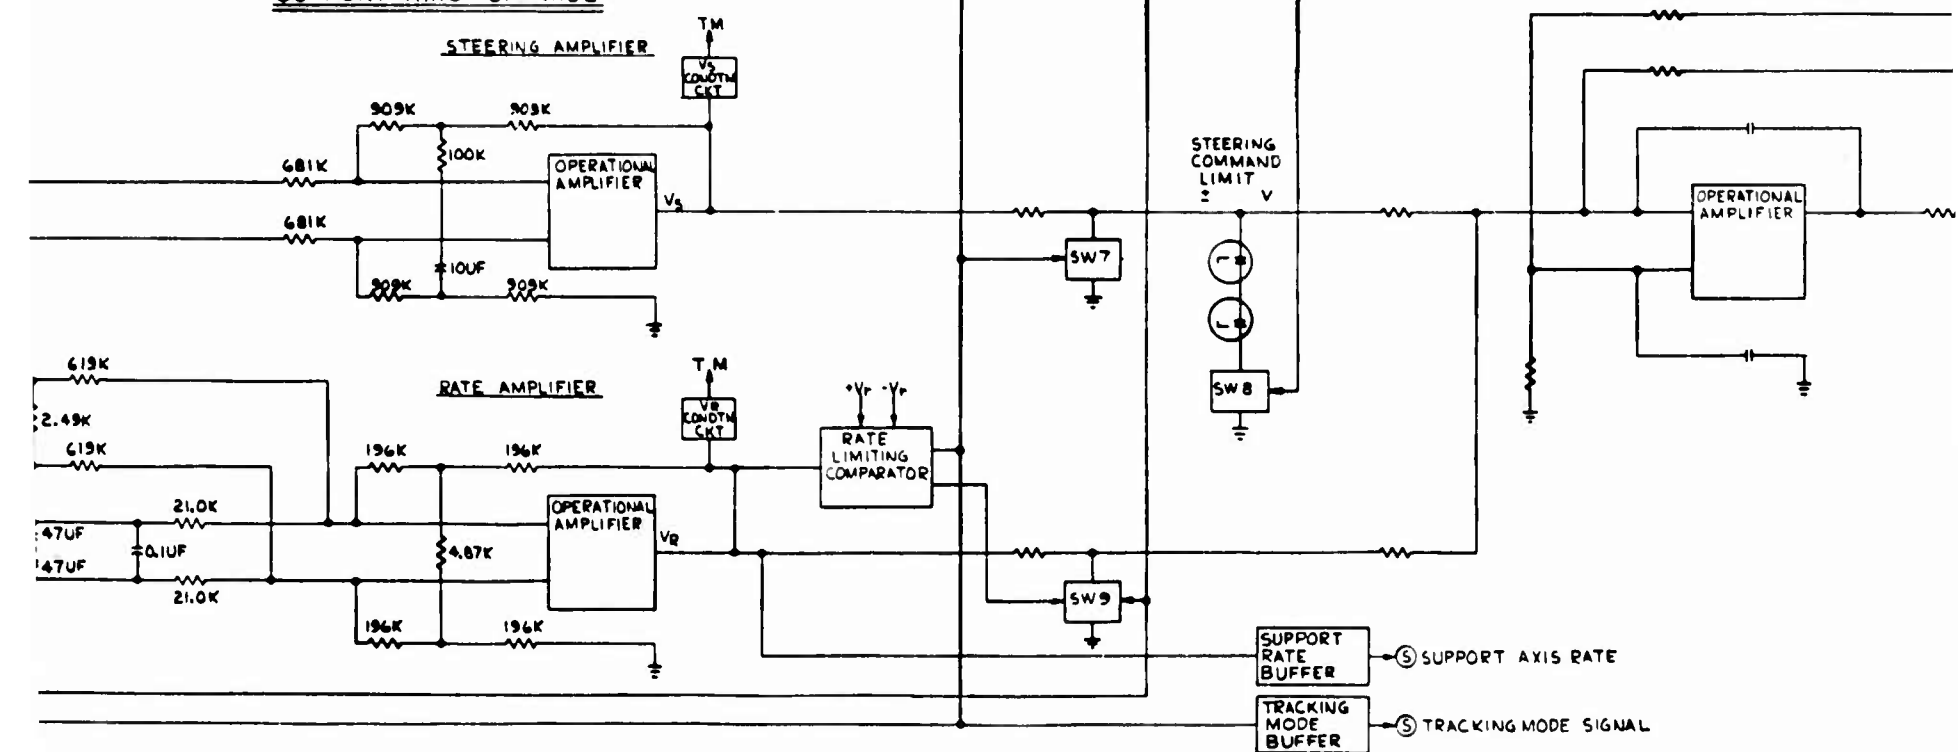 STEERING AMPLIFIER
TM
VS
CONDTN
CKT
909K
909K
100K
681K
OPERATIONAL
AMPLIFIER
VS
681K
10UF
909K
909K
STEERING
COMMAND
LIMIT
± V
SW7
SW8
OPERATIONAL
AMPLIFIER
RATE AMPLIFIER
TM
VR
CONDTN
CKT
619K
2.49K
619K
196K
196K
+Vr -Vr
RATE
LIMITING
COMPARATOR
21.0K
47UF
0.1UF
47UF
21.0K
4.87K
OPERATIONAL
AMPLIFIER
VR
196K
196K
SW9
SUPPORT
RATE
BUFFER
S SUPPORT AXIS RATE
TRACKING
MODE
BUFFER
S TRACKING MODE SIGNAL